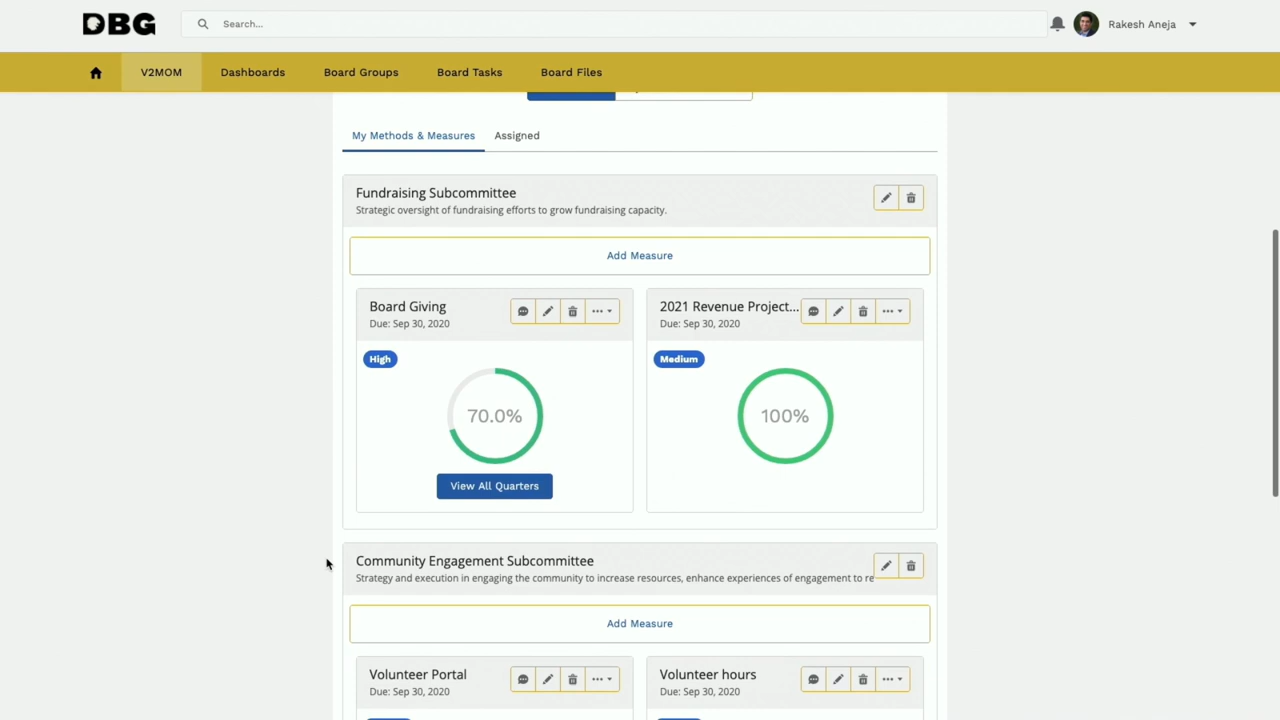 DBG
Search...
Rakesh Aneja
V2MOM
Dashboards
Board Groups
Board Tasks
Board Files
My Methods & Measures
Assigned
Fundraising Subcommittee
Strategic oversight of fundraising efforts to grow fundraising capacity.
Add Measure
Board Giving
Due: Sep 30, 2020
High
70.0%
View All Quarters
2021 Revenue Project...
Due: Sep 30, 2020
Medium
100%
Community Engagement Subcommittee
Strategy and execution in engaging the community to increase resources, enhance experiences of engagement to re
Add Measure
Volunteer Portal
Due: Sep 30, 2020
Volunteer hours
Due: Sep 30, 2020